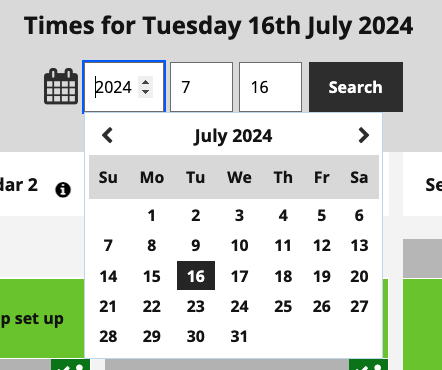 Times for Tuesday 16th July 2024
2024 7 16 Search
July 2024
Su Mo Tu We Th Fr Sa
1 2 3 4 5 6
7 8 9 10 11 12 13
14 15 16 17 18 19 20
21 22 23 24 25 26 27
28 29 30 31
dar 2
Se
p set up